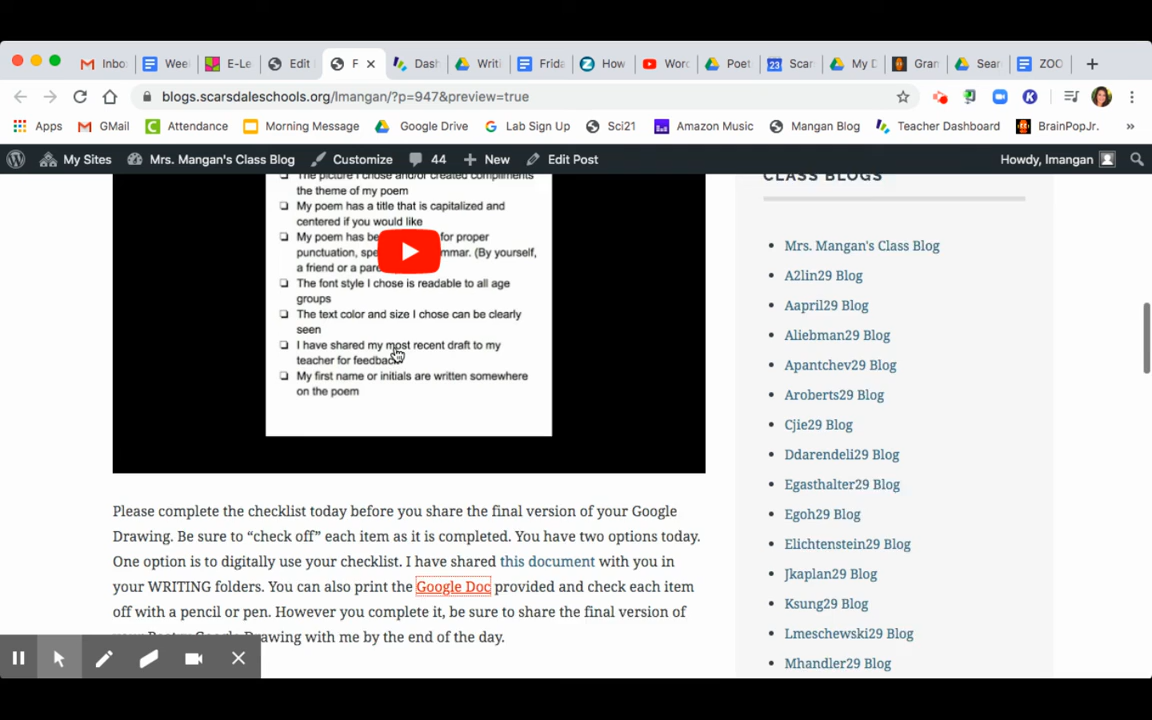 Inbo
Wee
E-Le
Edit
F
Dash
Writi
Frida
How
Word
Poet
Scar
My D
Gran
Sear
ZOO
blogs.scarsdaleschools.org/lmangan/?p=947&preview=true
Apps
GMail
Attendance
Morning Message
Google Drive
Lab Sign Up
Sci21
Amazon Music
Mangan Blog
Teacher Dashboard
BrainPopJr.
My Sites
Mrs. Mangan's Class Blog
Customize
44
New
Edit Post
Howdy, lmangan
The picture I chose and/or created compliments
the theme of my poem
My poem has a title that is capitalized and
centered if you would like
My poem has be for proper
punctuation, spe mmar. (By yourself,
a friend or a pare
The font style I chose is readable to all age
groups
The text color and size I chose can be clearly
seen
I have shared my most recent draft to my
teacher for feedback
My first name or initials are written somewhere
on the poem
Please complete the checklist today before you share the final version of your Google
Drawing. Be sure to “check off” each item as it is completed. You have two options today.
One option is to digitally use your checklist. I have shared this document with you in
your WRITING folders. You can also print the Google Doc provided and check each item
off with a pencil or pen. However you complete it, be sure to share the final version of
your Poetry Google Drawing with me by the end of the day.
CLASS BLOGS
Mrs. Mangan's Class Blog
A2lin29 Blog
Aapril29 Blog
Aliebman29 Blog
Apantchev29 Blog
Aroberts29 Blog
Cjie29 Blog
Ddarendeli29 Blog
Egasthalter29 Blog
Egoh29 Blog
Elichtenstein29 Blog
Jkaplan29 Blog
Ksung29 Blog
Lmeschewski29 Blog
Mhandler29 Blog